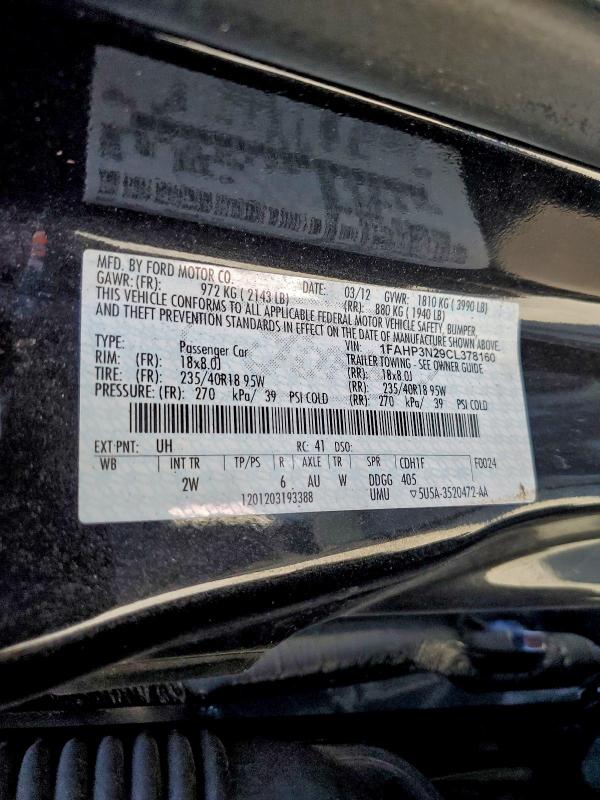 MFD. BY FORD MOTOR CO.
DATE: 03/12 GVWR: 1810 KG ( 3990 LB)
GAWR: (FR): 972 KG ( 2143 LB) (RR): 880 KG ( 1940 LB)
THIS VEHICLE CONFORMS TO ALL APPLICABLE FEDERAL MOTOR VEHICLE SAFETY, BUMPER,
AND THEFT PREVENTION STANDARDS IN EFFECT ON THE DATE OF MANUFACTURE SHOWN ABOVE.
VIN: 1FAHP3N29CL378160
TYPE: Passenger Car TRAILER TOWING - SEE OWNER GUIDE
RIM: (FR): 18x8.0J (RR): 18x8.0J
TIRE: (FR): 235/40R18 95W (RR): 235/40R18 95W
PRESSURE: (FR): 270 kPa/ 39 PSI COLD (RR): 270 kPa/ 39 PSI COLD
EXT PNT: UH RC: 41 DSO:
WB INT TR TP/PS R AXLE TR SPR CDH1F F0024
2W 6 AU W DDGG 405
1201203193388 UMU ▽5U5A-3520472-AA